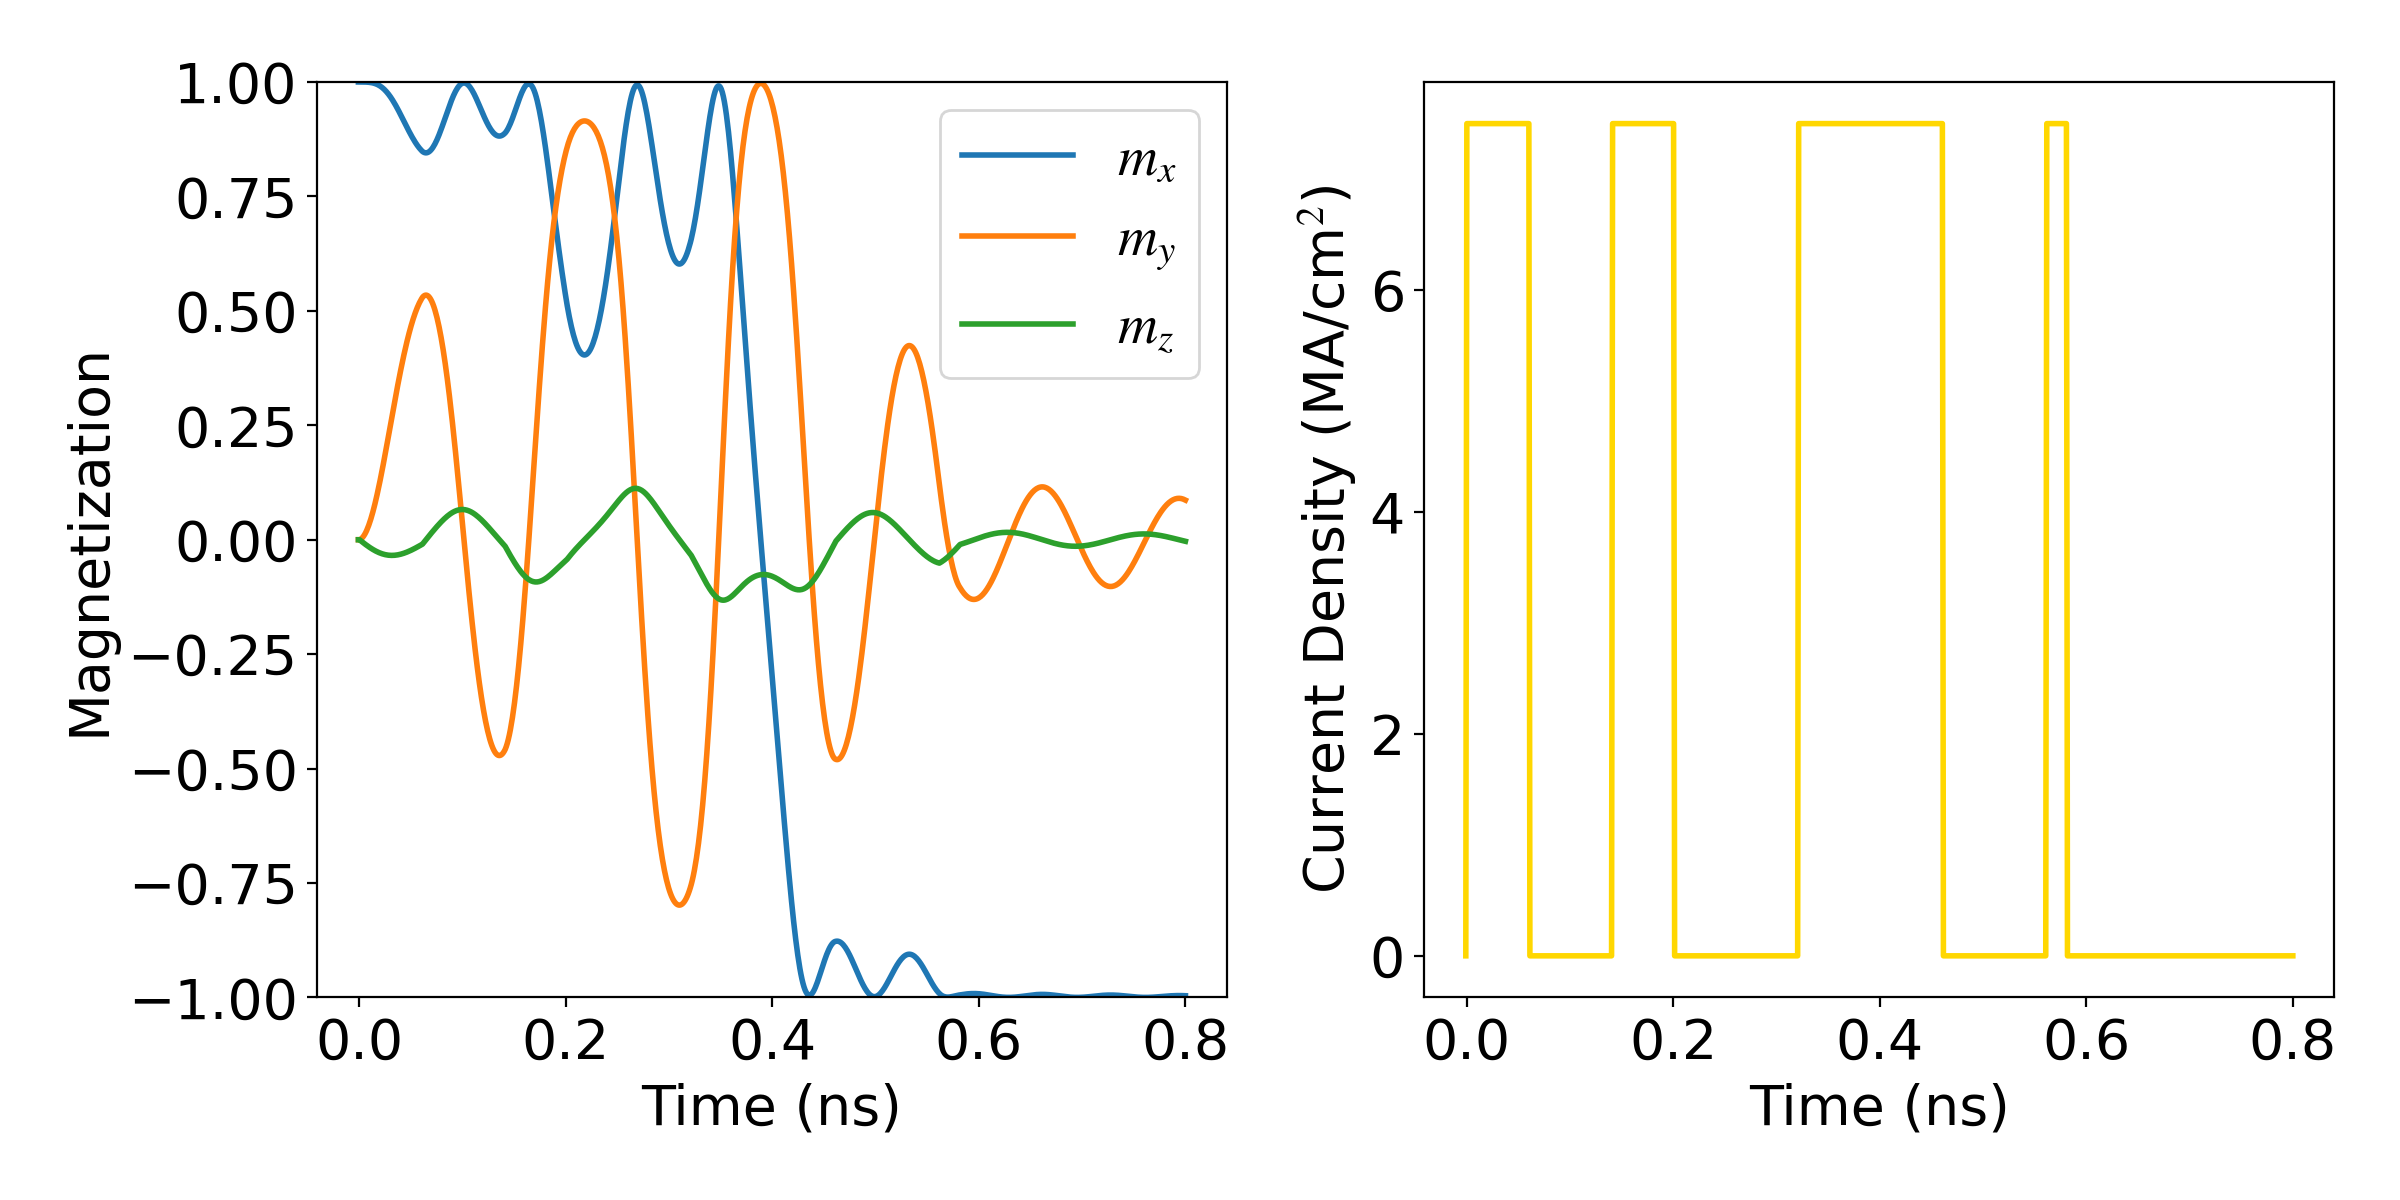 Magnetization
1.00
0.75
0.50
0.25
0.00
−0.25
−0.50
−0.75
−1.00
0.0 0.2 0.4 0.6 0.8
Time (ns)
m_x
m_y
m_z
Current Density (MA/cm²)
6
4
2
0
0.0 0.2 0.4 0.6 0.8
Time (ns)